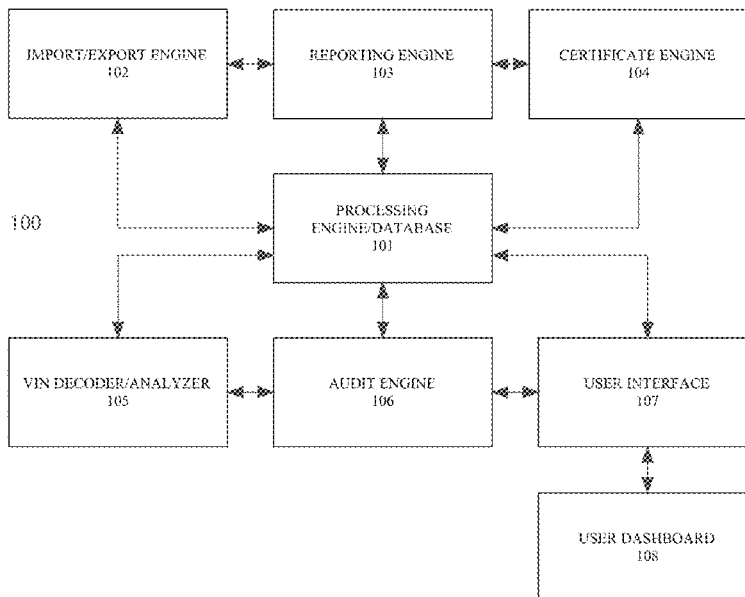 IMPORT/EXPORT ENGINE
102
REPORTING ENGINE
103
CERTIFICATE ENGINE
104
100
PROCESSING
ENGINE/DATABASE
101
VIN DECODER/ANALYZER
105
AUDIT ENGINE
106
USER INTERFACE
107
USER DASHBOARD
108